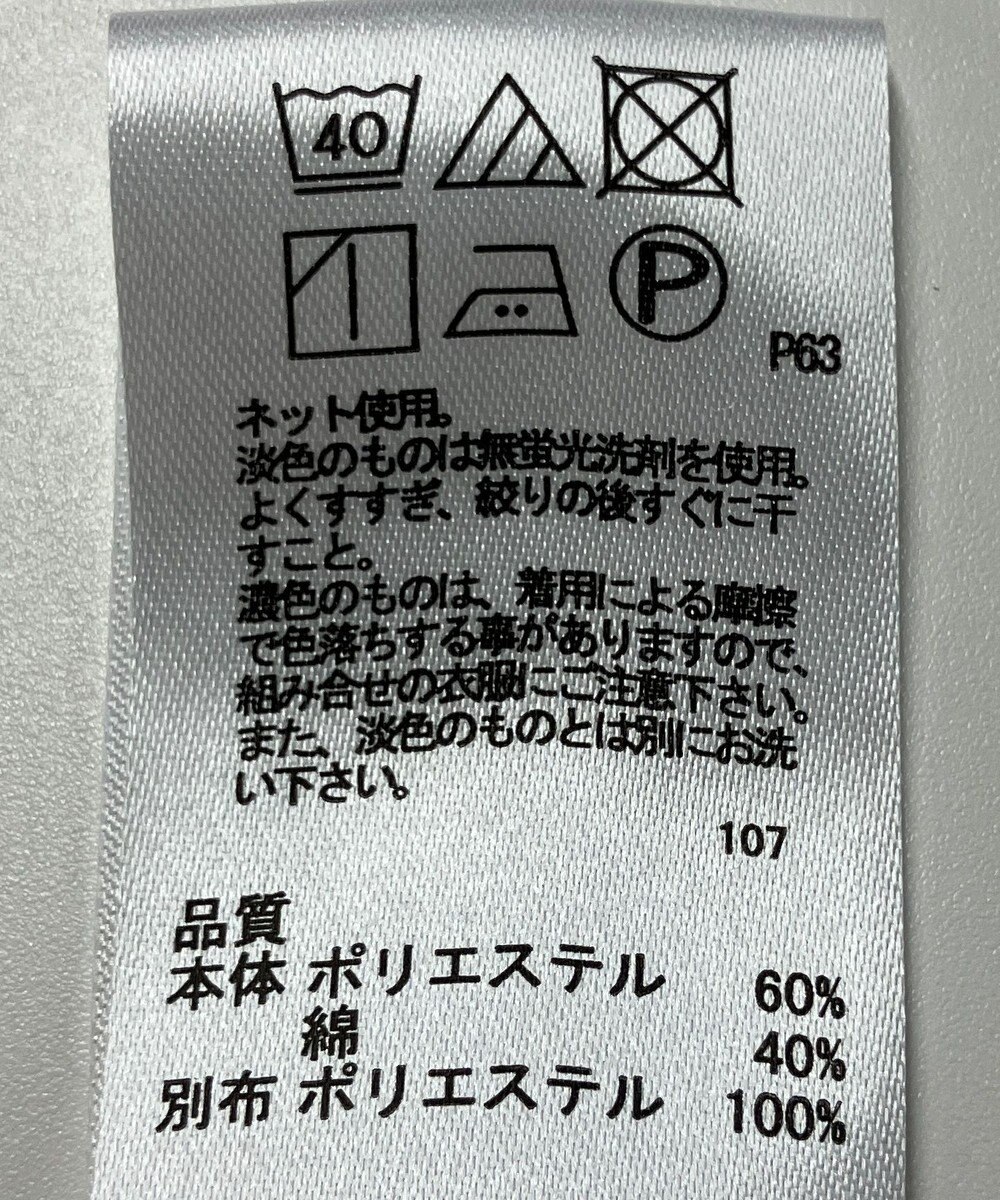 40
P
P63
ネット使用。
淡色のものは無蛍光洗剤を使用。
よくすすぎ、絞りの後すぐに干
すこと。
濃色のものは、着用による摩擦
で色落ちする事がありますので、
組み合せの衣服にご注意下さい。
また、淡色のものとは別にお洗
い下さい。
107
品質
本体 ポリエステル 60%
綿 40%
別布 ポリエステル 100%